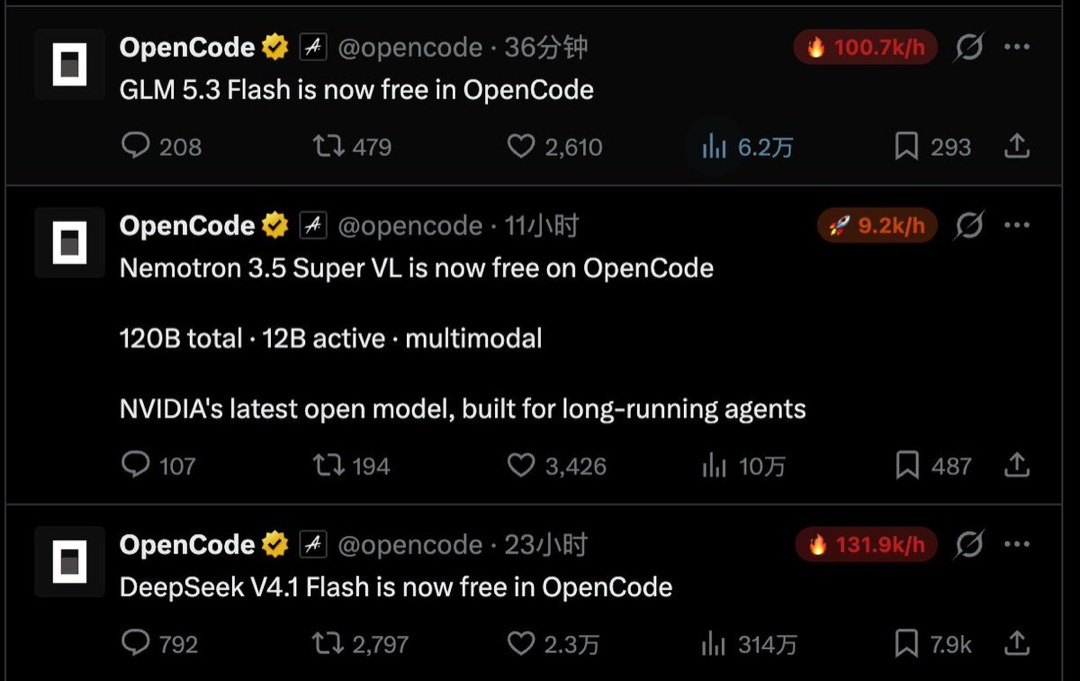 OpenCode @opencode · 36分钟 100.7k/h
GLM 5.3 Flash is now free in OpenCode
208 479 2,610 6.2万 293
OpenCode @opencode · 11小时 9.2k/h
Nemotron 3.5 Super VL is now free on OpenCode
120B total · 12B active · multimodal
NVIDIA's latest open model, built for long-running agents
107 194 3,426 10万 487
OpenCode @opencode · 23小时 131.9k/h
DeepSeek V4.1 Flash is now free in OpenCode
792 2,797 2.3万 314万 7.9k